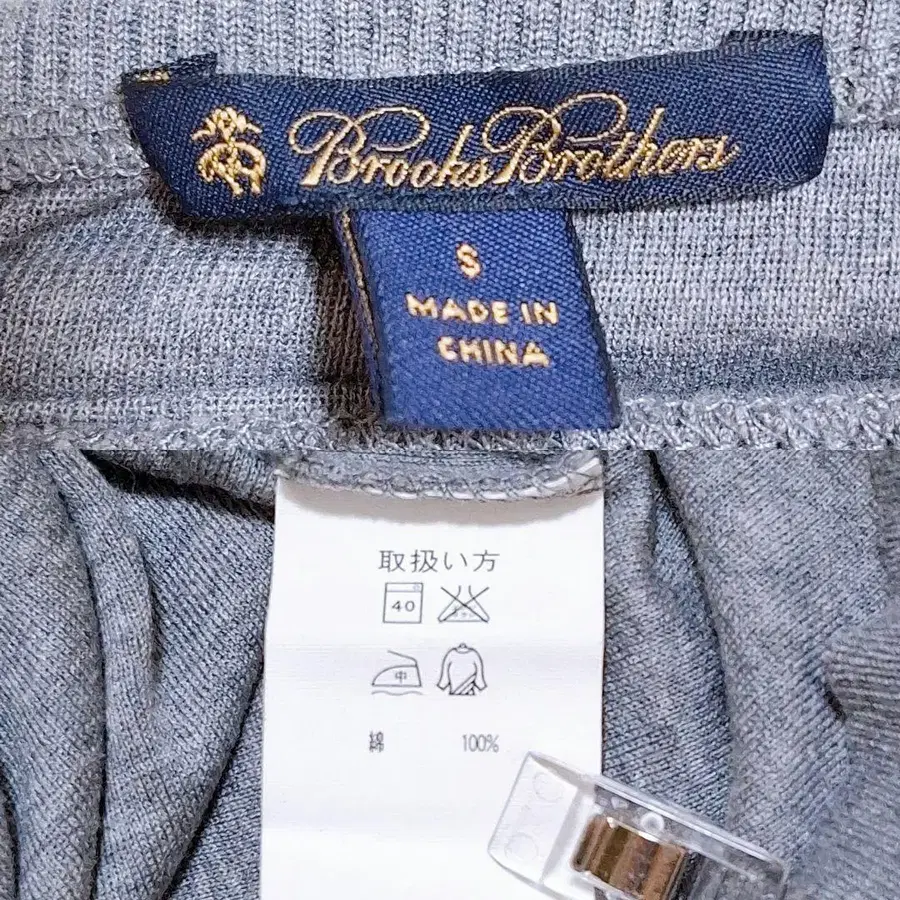 Brooks Brothers
S
MADE IN
CHINA
取扱い方
40
中
綿 100%